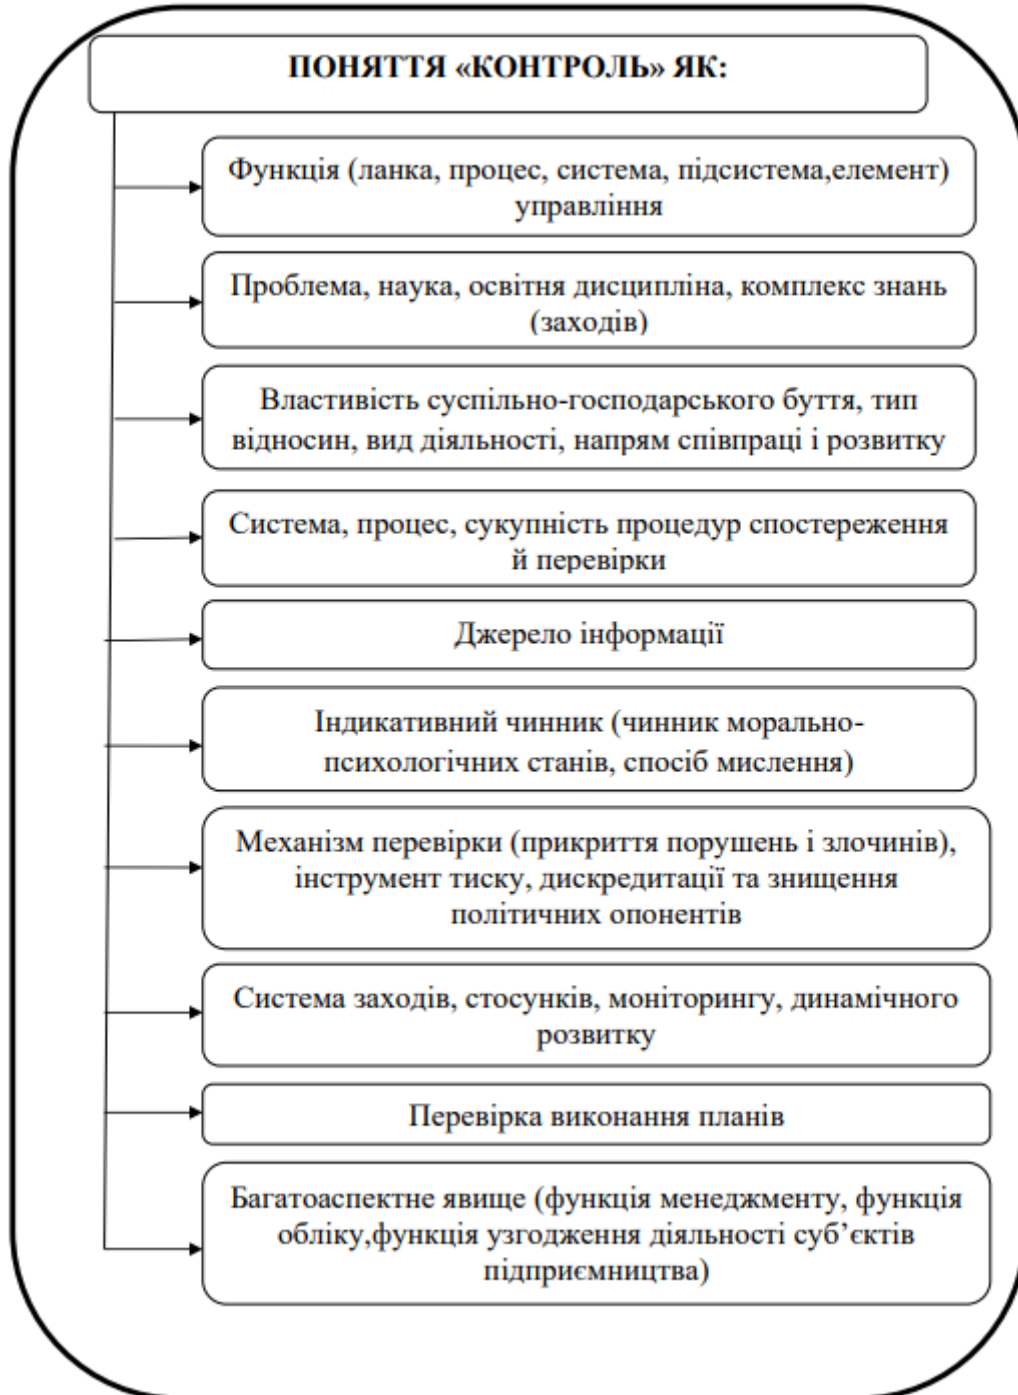 ПОНЯТТЯ «КОНТРОЛЬ» ЯК:
Функція (ланка, процес, система, підсистема,елемент)
управління
Проблема, наука, освітня дисципліна, комплекс знань
(заходів)
Властивість суспільно-господарського буття, тип
відносин, вид діяльності, напрям співпраці і розвитку
Система, процес, сукупність процедур спостереження
й перевірки
Джерело інформації
Індикативний чинник (чинник морально-
психологічних станів, спосіб мислення)
Механізм перевірки (прикриття порушень і злочинів),
інструмент тиску, дискредитації та знищення
політичних опонентів
Система заходів, стосунків, моніторингу, динамічного
розвитку
Перевірка виконання планів
Багатоаспектне явище (функція менеджменту, функція
обліку,функція узгодження діяльності суб’єктів
підприємництва)